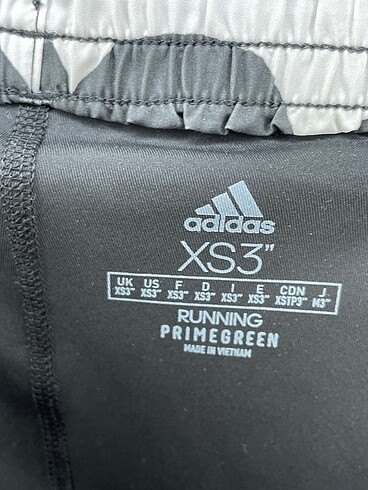 adidas
XS3"
UK US F D I E CDN J
XS3" XS3" XS3" XS3" XS3" XS3" XSTP3" M3"
RUNNING
PRIMEGREEN
MADE IN VIETNAM